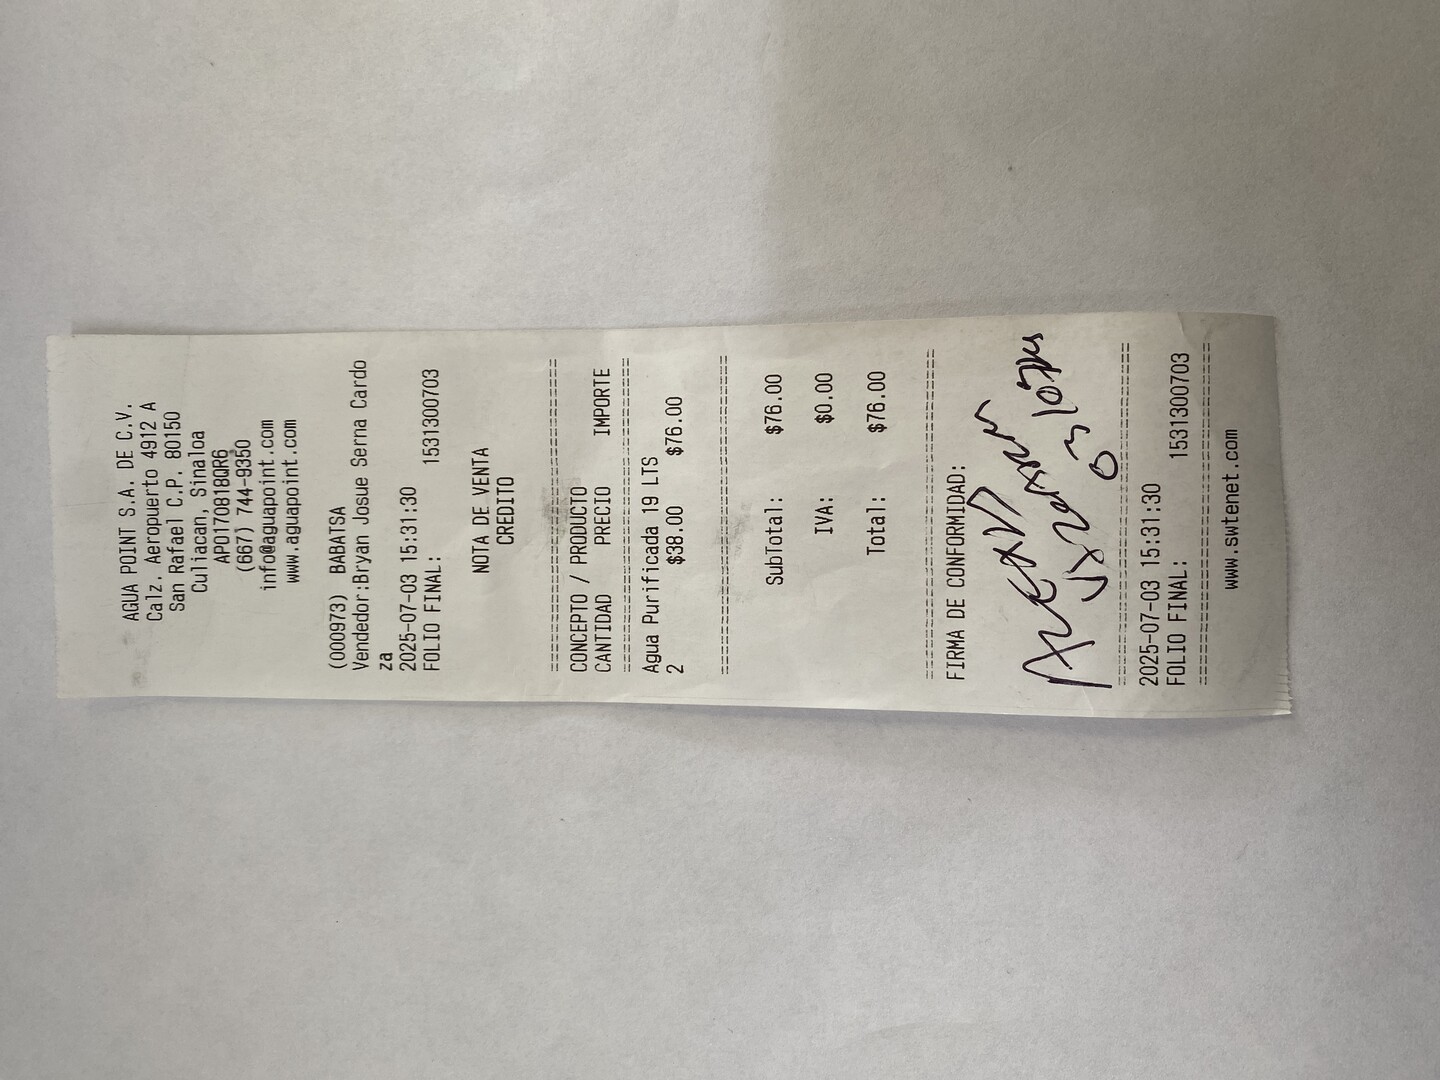 AGUA POINT S.A. DE C.V.
Calz. Aeropuerto 4912 A
San Rafael C.P. 80150
Culiacan, Sinaloa
APO170818QR6
(667) 744-9350
info@aguapoint.com
www.aguapoint.com
(000973) BABATSA
Vendedor:Bryan Josue Serna Cardo
za
2025-07-03 15:31:30
FOLIO FINAL: 1531300703
NOTA DE VENTA
CREDITO
================================
CONCEPTO / PRODUCTO
CANTIDAD PRECIO IMPORTE
================================
Agua Purificada 19 LTS
2 $38.00 $76.00
================================
SubTotal: $76.00
IVA: $0.00
Total: $76.00
================================
FIRMA DE CONFORMIDAD:
================================
2025-07-03 15:31:30
FOLIO FINAL: 1531300703
================================
www.swtenet.com